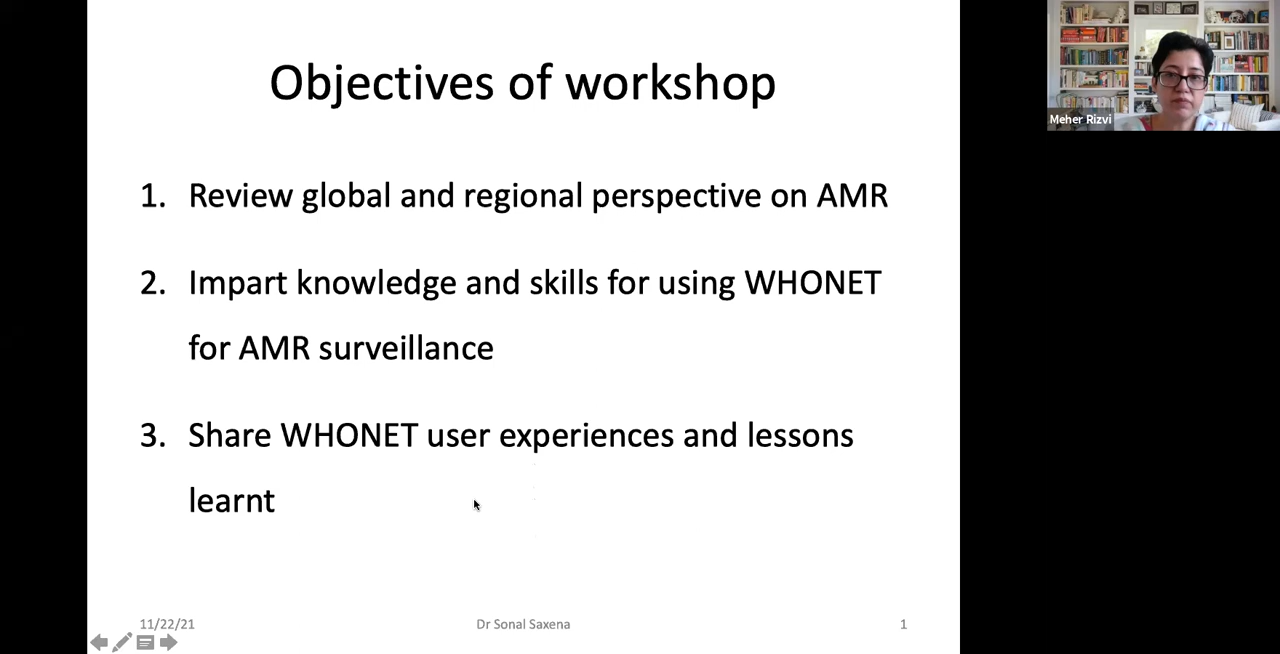 Objectives of workshop
1. Review global and regional perspective on AMR
2. Impart knowledge and skills for using WHONET
for AMR surveillance
3. Share WHONET user experiences and lessons
learnt
11/22/21
Dr Sonal Saxena
1
Meher Rizvi